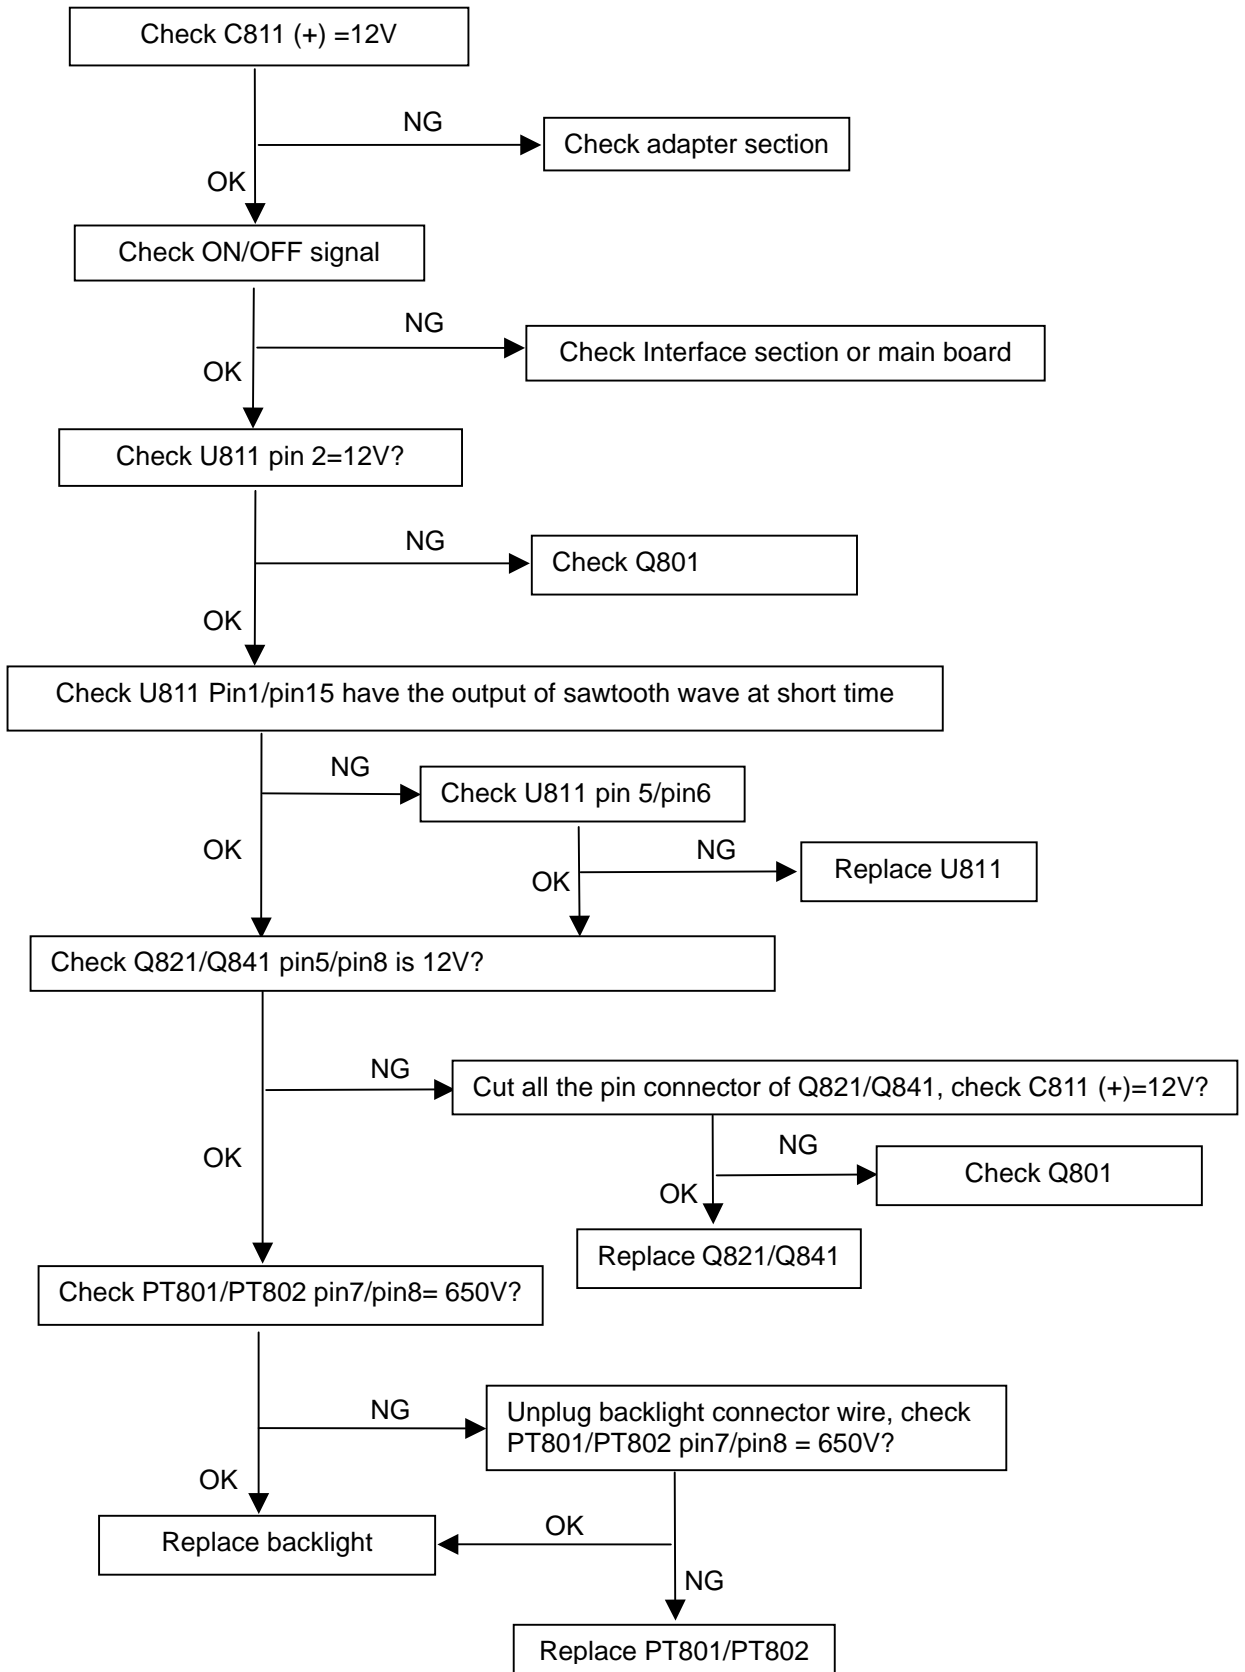 Check C811 (+) =12V
NG
Check adapter section
OK
Check ON/OFF signal
NG
Check Interface section or main board
OK
Check U811 pin 2=12V?
NG
Check Q801
OK
Check U811 Pin1/pin15 have the output of sawtooth wave at short time
NG
Check U811 pin 5/pin6
OK
NG
Replace U811
OK
Check Q821/Q841 pin5/pin8 is 12V?
NG
Cut all the pin connector of Q821/Q841, check C811 (+)=12V?
OK
NG
Check Q801
OK
Replace Q821/Q841
Check PT801/PT802 pin7/pin8= 650V?
NG
Unplug backlight connector wire, check
PT801/PT802 pin7/pin8 = 650V?
OK
Replace backlight
OK
NG
Replace PT801/PT802